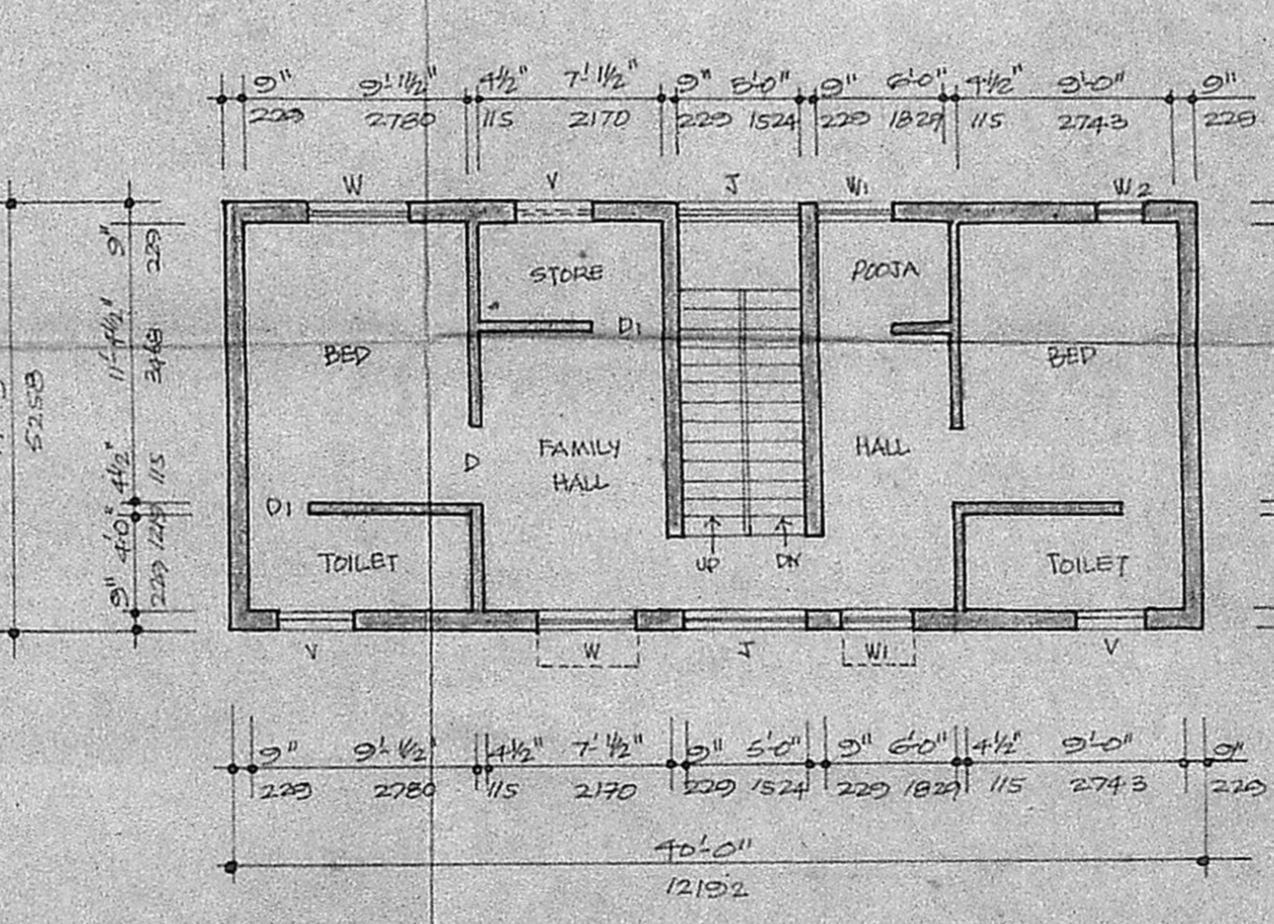 9" 9'-1½" 4½" 7'-1½" 9" 5'-0" 9" 6'-0" 4½" 9'-0" 9"
229 2780 115 2170 229 1524 229 1829 115 2743 229
W V J W1 W2
9" 229
11'-4½" 3468
4½" 115
4'-0" 1219
9" 229
5258
STORE POOJA
D1
BED BED
FAMILY HALL
HALL
D
D1
UP DN
TOILET TOILET
V W J W1 V
9" 9'-1½" 4½" 7'-1½" 9" 5'-0" 9" 6'-0" 4½" 9'-0" 9"
229 2780 115 2170 229 1524 229 1829 115 2743 229
40'-0"
12192